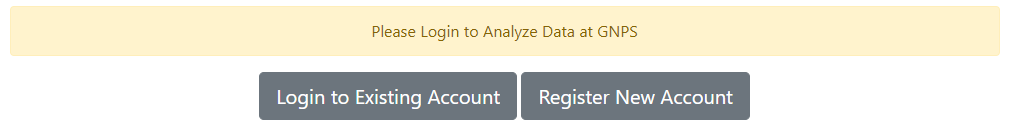 Please Login to Analyze Data at GNPS
Login to Existing Account Register New Account